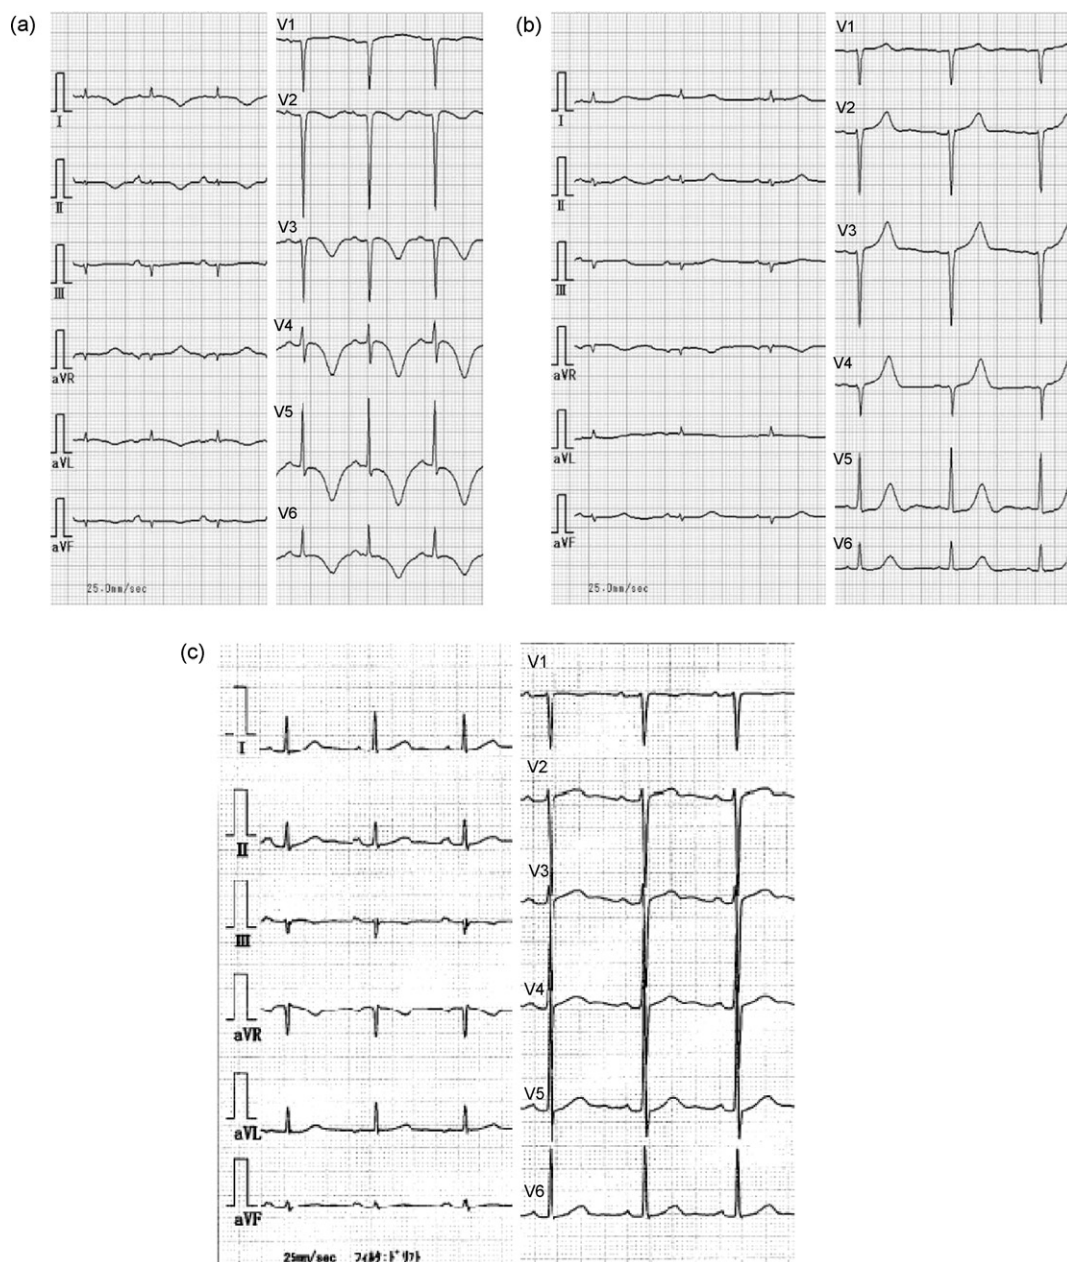 (a)
I
II
III
aVR
aVL
aVF
25.0mm/sec
V1
V2
V3
V4
V5
V6
(b)
I
II
III
aVR
aVL
aVF
25.0mm/sec
V1
V2
V3
V4
V5
V6
(c)
I
II
III
aVR
aVL
aVF
25mm/sec フィルタ:ドリフト
V1
V2
V3
V4
V5
V6